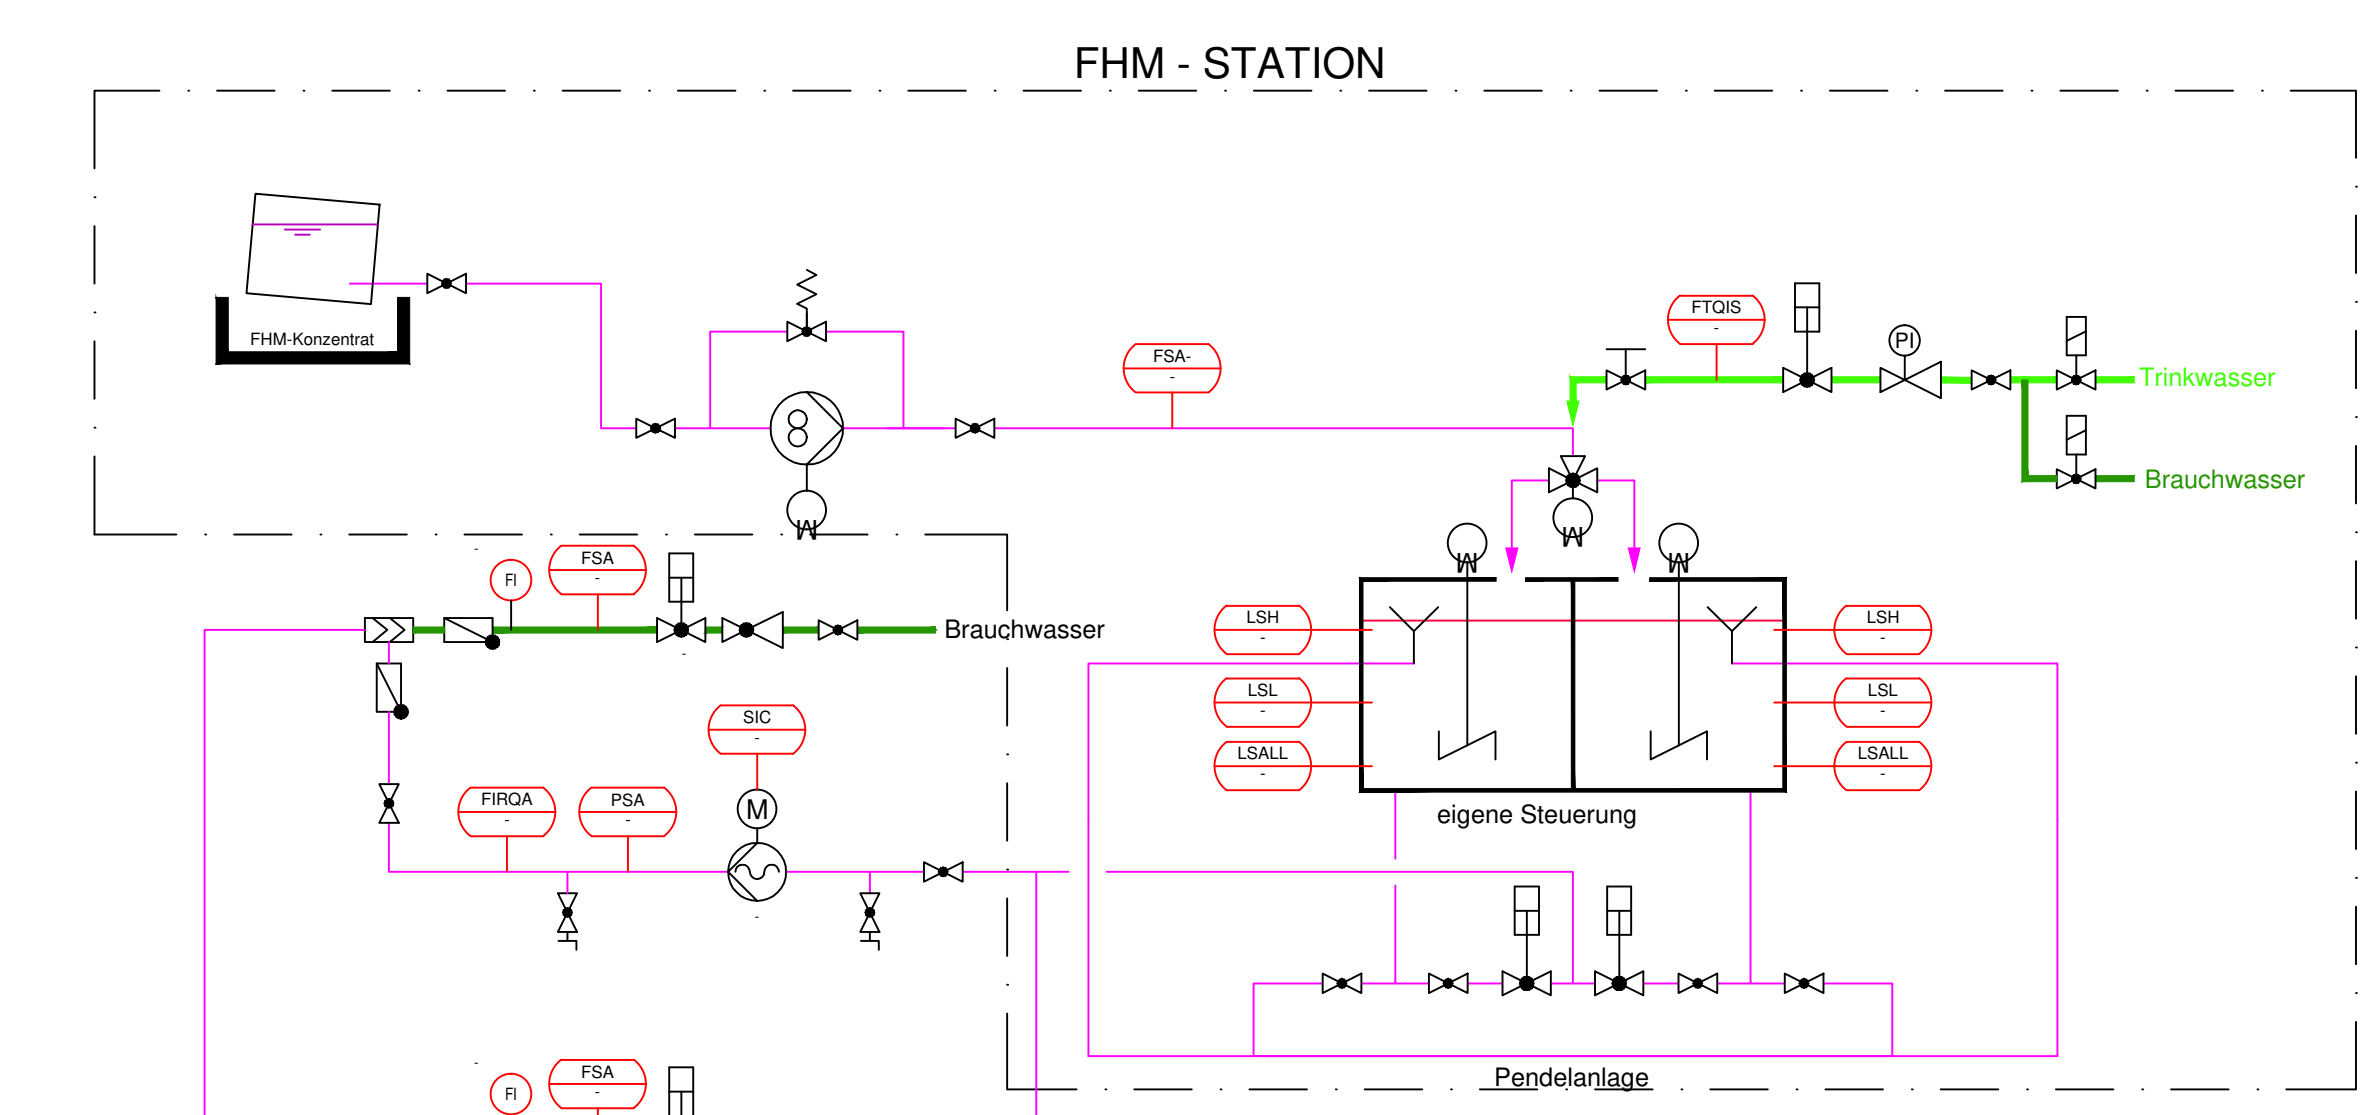 FHM - STATION
FHM-Konzentrat
FTQIS
-
PI
FSA-
-
Trinkwasser
Brauchwasser
M
M
M
M
-
FI
FSA
-
Brauchwasser
-
LSH
-
LSH
-
LSL
-
LSL
-
SIC
-
LSALL
-
LSALL
-
FIRQA
-
PSA
-
M
eigene Steuerung
-
Pendelanlage
-
FI
FSA
-